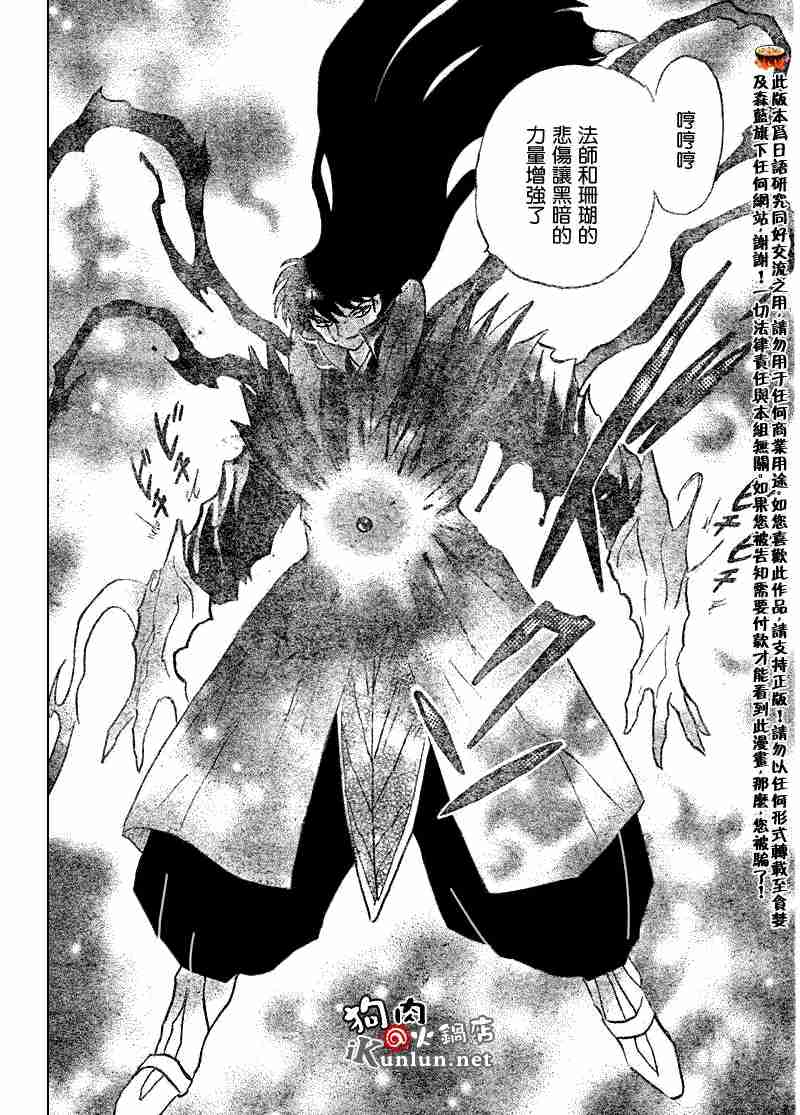 哼哼哼
法師和珊瑚的
悲傷讓黑暗的
力量增強了
此版本爲日語研究同好交流之用，請勿用于任何商業用途。如您喜歡此作品，請支持正版！請勿以任何形式轉載至貪婪
及森藍旗下任何網站，謝謝！一切法律責任與本組無關。如果您被告知需要付款才能看到此漫畫，那麼，您被騙了！
ビビビ
ビチチ
ドクン
狗肉@火鍋店
iKunlun.net